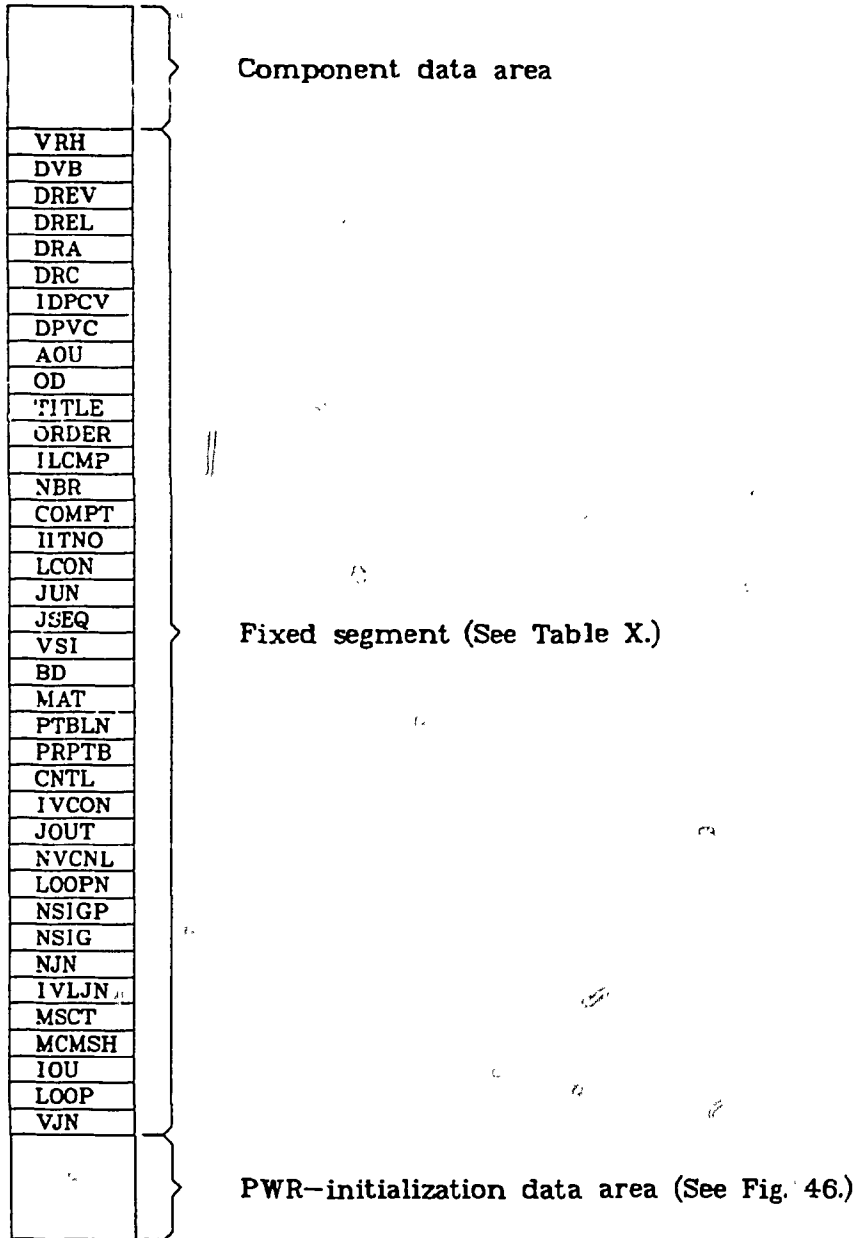 Component data area
VRH
DVB
DREV
DREL
DRA
DRC
IDPCV
DPVC
AOU
OD
TITLE
ORDER
ILCMP
NBR
COMPT
IITNO
LCON
JUN
JSEQ
VSI
BD
MAT
PTBLN
PRPTB
CNTL
IVCON
JOUT
NVCNL
LOOPN
NSIGP
NSIG
NJN
IVLJN
MSCT
MCMSH
IOU
LOOP
VJN
Fixed segment (See Table X.)
PWR-initialization data area (See Fig. 46.)